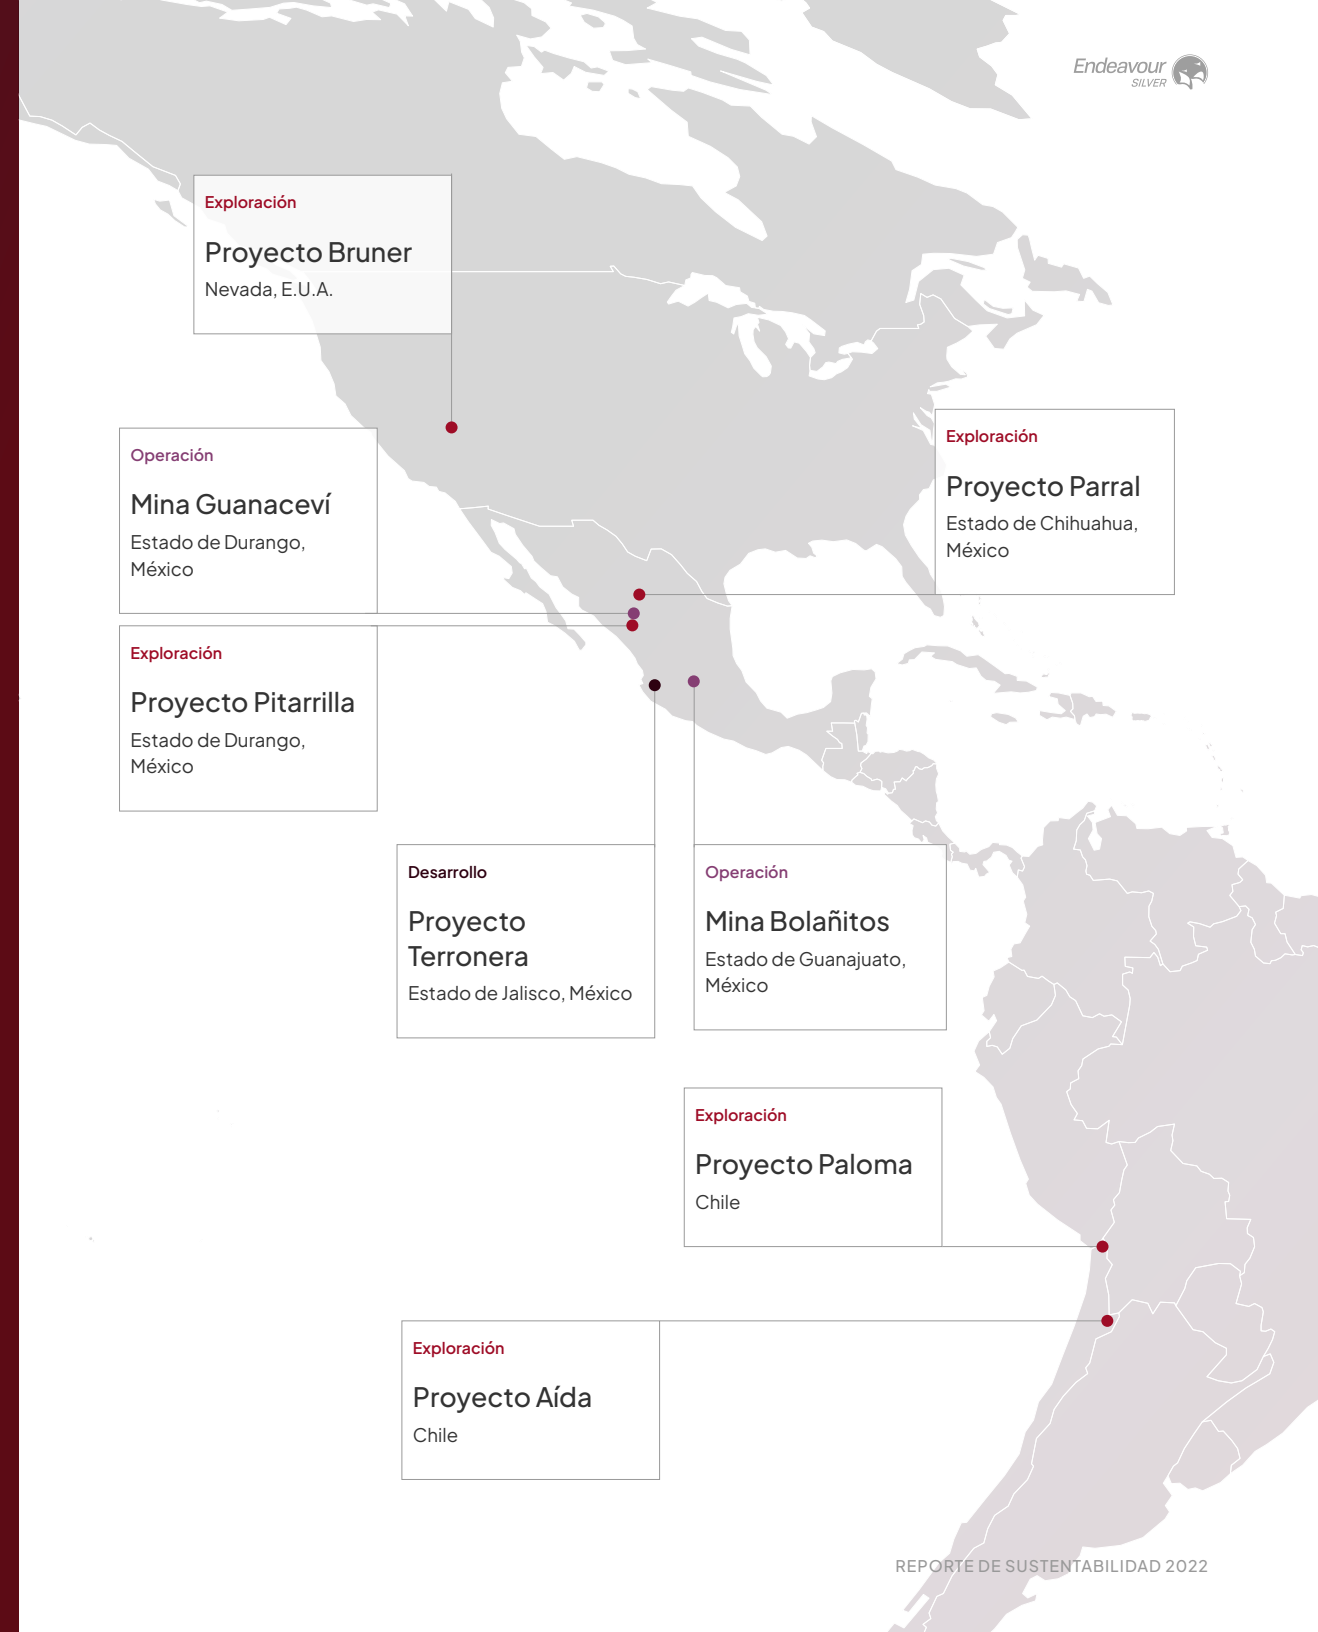 Endeavour
SILVER
Exploración
Proyecto Bruner
Nevada, E.U.A.
Exploración
Proyecto Parral
Estado de Chihuahua,
México
Operación
Mina Guanaceví
Estado de Durango,
México
Exploración
Proyecto Pitarrilla
Estado de Durango,
México
Desarrollo
Proyecto
Terronera
Estado de Jalisco, México
Operación
Mina Bolañitos
Estado de Guanajuato,
México
Exploración
Proyecto Paloma
Chile
Exploración
Proyecto Aída
Chile
REPORTE DE SUSTENTABILIDAD 2022